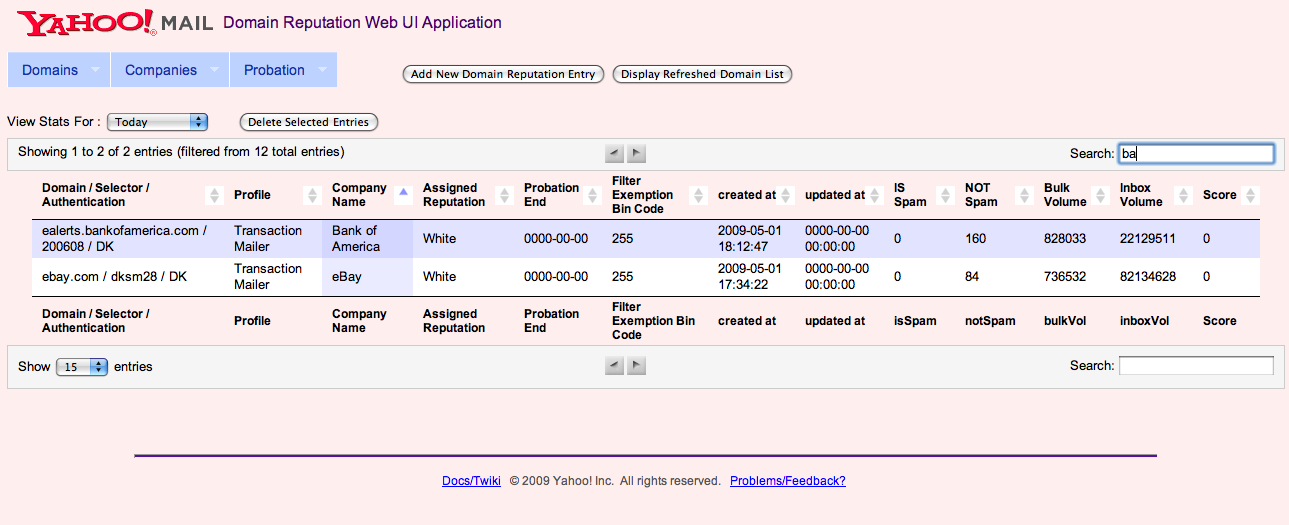 YAHOO! MAIL Domain Reputation Web UI Application
Domains Companies Probation Add New Domain Reputation Entry Display Refreshed Domain List
View Stats For : Today Delete Selected Entries
Showing 1 to 2 of 2 entries (filtered from 12 total entries) Search: ba
Domain / Selector / Authentication Profile Company Name Assigned Reputation Probation End Filter Exemption Bin Code created at updated at IS Spam NOT Spam Bulk Volume Inbox Volume Score
ealerts.bankofamerica.com / 200608 / DK Transaction Mailer Bank of America White 0000-00-00 255 2009-05-01 18:12:47 0000-00-00 00:00:00 0 160 828033 22129511 0
ebay.com / dksm28 / DK Transaction Mailer eBay White 0000-00-00 255 2009-05-01 17:34:22 0000-00-00 00:00:00 0 84 736532 82134628 0
Domain / Selector / Authentication Profile Company Name Assigned Reputation Probation End Filter Exemption Bin Code created at updated at isSpam notSpam bulkVol inboxVol Score
Show 15 entries Search:
Docs/Twiki © 2009 Yahoo! Inc. All rights reserved. Problems/Feedback?